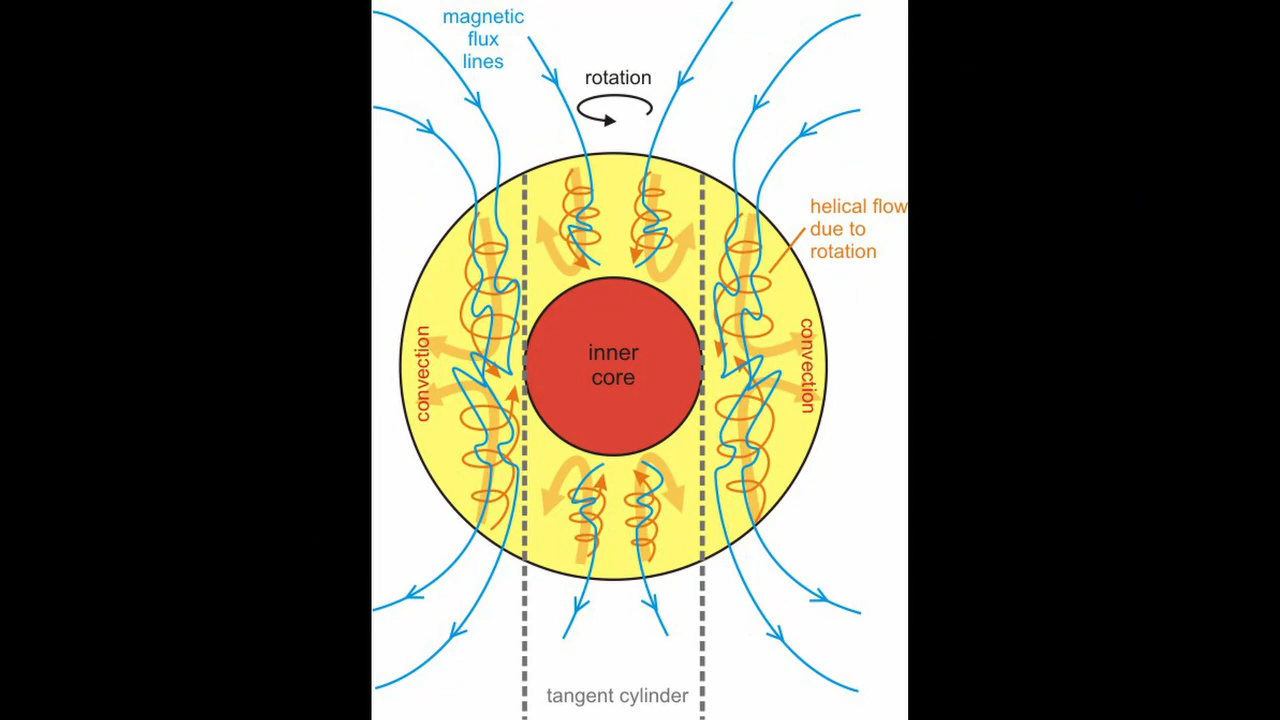 magnetic
flux
lines
rotation
helical flow
due to
rotation
convection
inner
core
convection
tangent cylinder